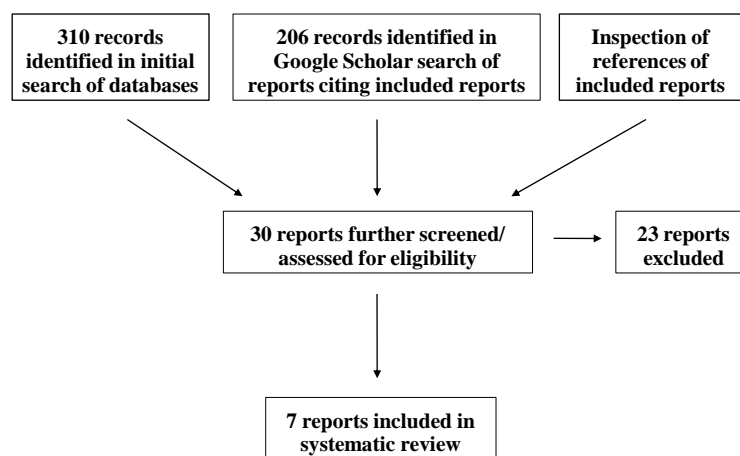 310 records
identified in initial
search of databases
206 records identified in
Google Scholar search of
reports citing included reports
Inspection of
references of
included reports
30 reports further screened/
assessed for eligibility
23 reports
excluded
7 reports included in
systematic review